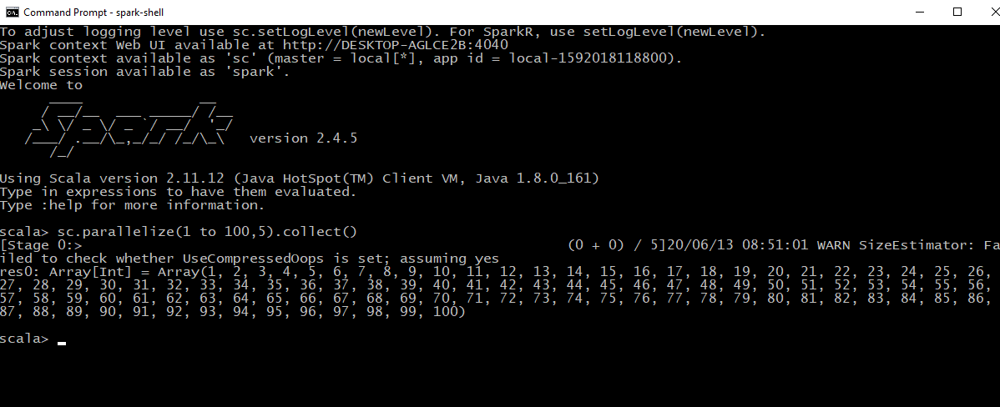 Command Prompt - spark-shell
To adjust logging level use sc.setLogLevel(newLevel). For SparkR, use setLogLevel(newLevel).
Spark context Web UI available at http://DESKTOP-AGLCE2B:4040
Spark context available as 'sc' (master = local[*], app id = local-1592018118800).
Spark session available as 'spark'.
Welcome to
      ____              __
     / __/__  ___ _____/ /__
    _\ \/ _ \/ _ `/ __/  '_/
   /___/ .__/\_,_/_/ /_/\_\   version 2.4.5
      /_/
Using Scala version 2.11.12 (Java HotSpot(TM) Client VM, Java 1.8.0_161)
Type in expressions to have them evaluated.
Type :help for more information.
scala> sc.parallelize(1 to 100,5).collect()
[Stage 0:>                                                          (0 + 0) / 5]20/06/13 08:51:01 WARN SizeEstimator: Fa
iled to check whether UseCompressedOops is set; assuming yes
res0: Array[Int] = Array(1, 2, 3, 4, 5, 6, 7, 8, 9, 10, 11, 12, 13, 14, 15, 16, 17, 18, 19, 20, 21, 22, 23, 24, 25, 26,
27, 28, 29, 30, 31, 32, 33, 34, 35, 36, 37, 38, 39, 40, 41, 42, 43, 44, 45, 46, 47, 48, 49, 50, 51, 52, 53, 54, 55, 56,
57, 58, 59, 60, 61, 62, 63, 64, 65, 66, 67, 68, 69, 70, 71, 72, 73, 74, 75, 76, 77, 78, 79, 80, 81, 82, 83, 84, 85, 86,
87, 88, 89, 90, 91, 92, 93, 94, 95, 96, 97, 98, 99, 100)
scala>